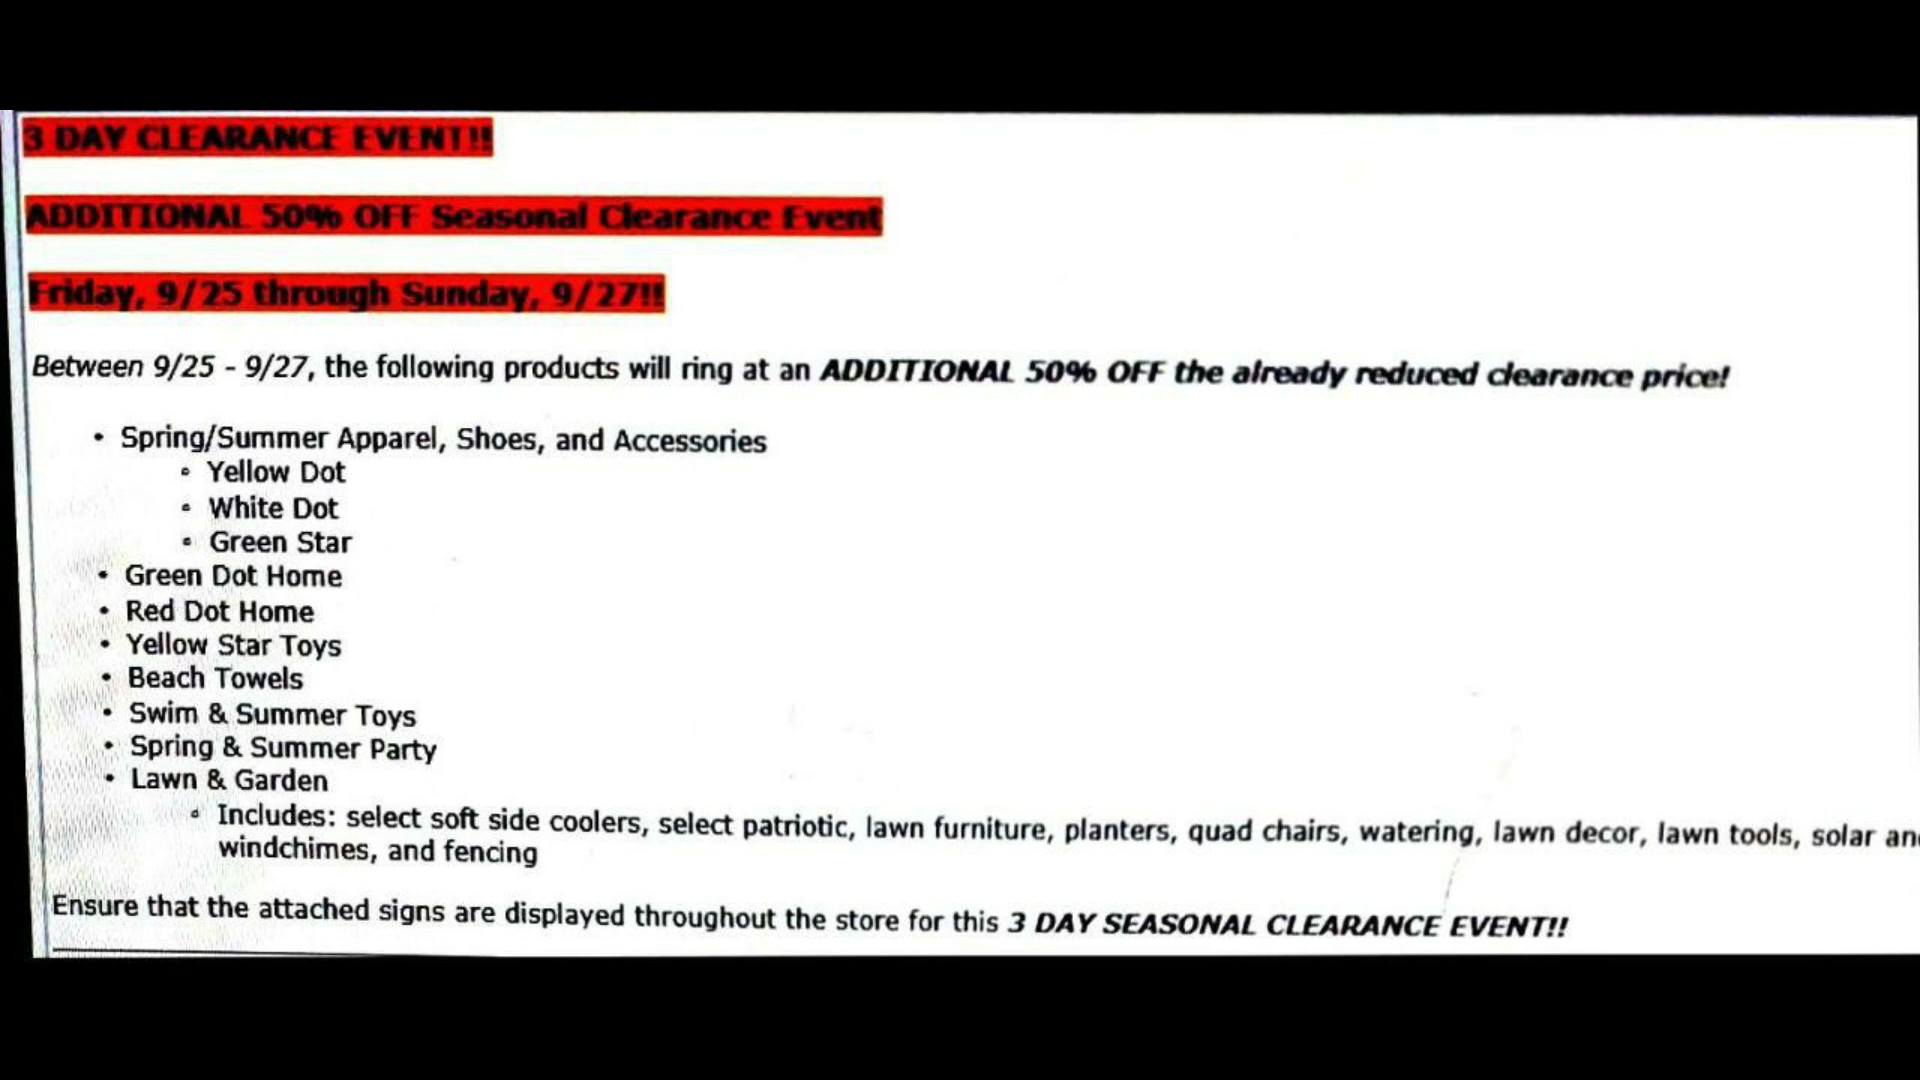 3 DAY CLEARANCE EVENT!!
ADDITIONAL 50% OFF Seasonal Clearance Event
Friday, 9/25 through Sunday, 9/27!!
Between 9/25 - 9/27, the following products will ring at an ADDITIONAL 50% OFF the already reduced clearance price!
• Spring/Summer Apparel, Shoes, and Accessories
◦ Yellow Dot
◦ White Dot
◦ Green Star
• Green Dot Home
• Red Dot Home
• Yellow Star Toys
• Beach Towels
• Swim & Summer Toys
• Spring & Summer Party
• Lawn & Garden
◦ Includes: select soft side coolers, select patriotic, lawn furniture, planters, quad chairs, watering, lawn decor, lawn tools, solar
windchimes, and fencing
Ensure that the attached signs are displayed throughout the store for this 3 DAY SEASONAL CLEARANCE EVENT!!